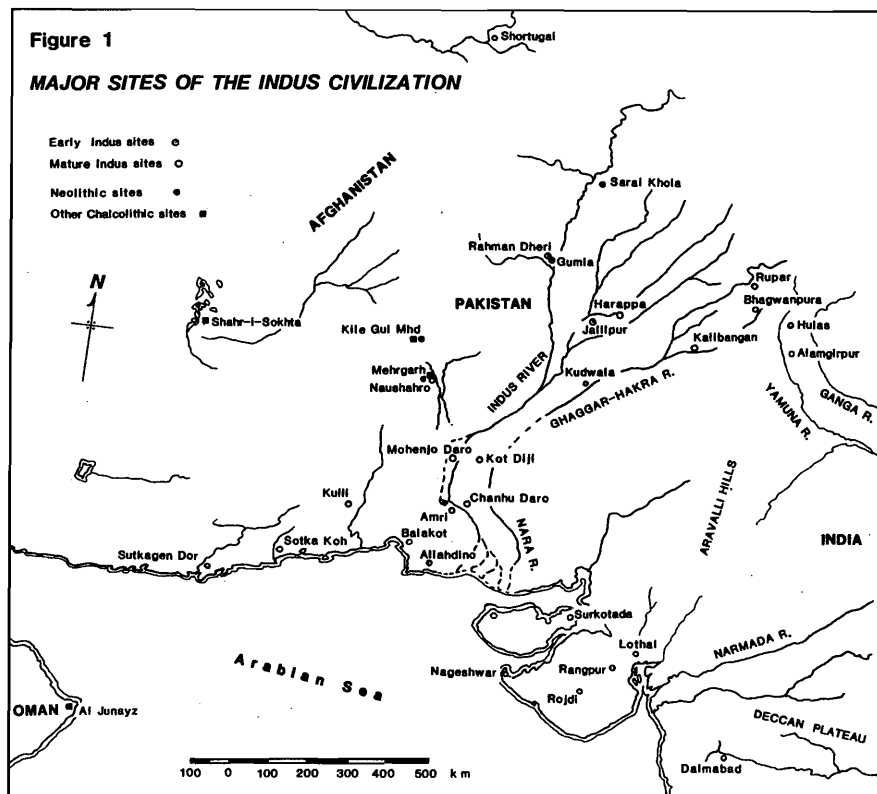 Figure 1
MAJOR SITES OF THE INDUS CIVILIZATION
Early Indus sites
Mature Indus sites
Neolithic sites
Other Chalcolithic sites
N
Shortugai
AFGHANISTAN
Sarai Khola
Rahman Dheri
Gumla
PAKISTAN
Rupar
Bhagwanpura
Harappa
Jalilpur
Hulas
Shahr-i-Sokhta
Kile Gul Mhd
Kalibangan
Alamgirpur
Mehrgarh
Naushahro
INDUS RIVER
Kudwala
GHAGGAR-HAKRA R.
YAMUNA R.
GANGA R.
Mohenjo Daro
Kot Diji
Kulli
Chanhu Daro
Amri
NARA R.
ARAVALLI HILLS
INDIA
Sutkagen Dor
Sotka Koh
Balakot
Allahdino
Surkotada
Lothal
NARMADA R.
Arabian Sea
Nageshwar
Rangpur
Rojdi
OMAN
Al Junayz
DECCAN PLATEAU
Daimabad
100 0 100 200 300 400 500 km